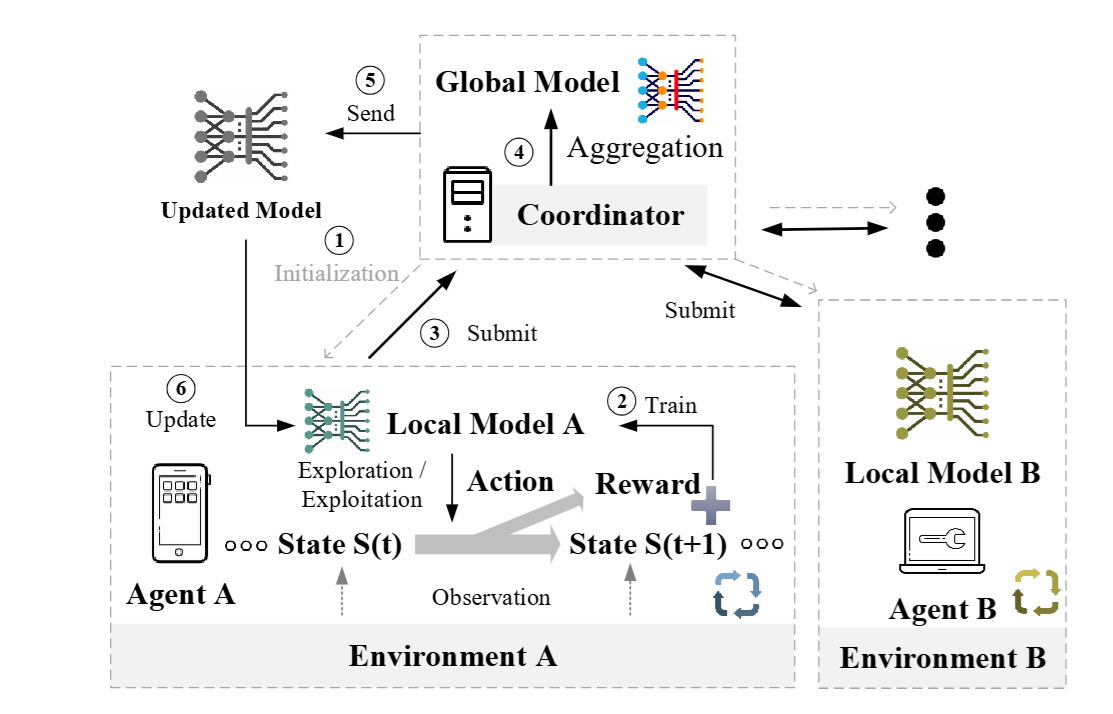 Global Model
⑤
Send
④
Aggregation
Coordinator
Updated Model
①
Initialization
③
Submit
Submit
⑥
Update
Local Model A
②
Train
Exploration /
Exploitation
Action
Reward
State S(t)
State S(t+1)
Agent A
Observation
Environment A
Local Model B
Agent B
Environment B